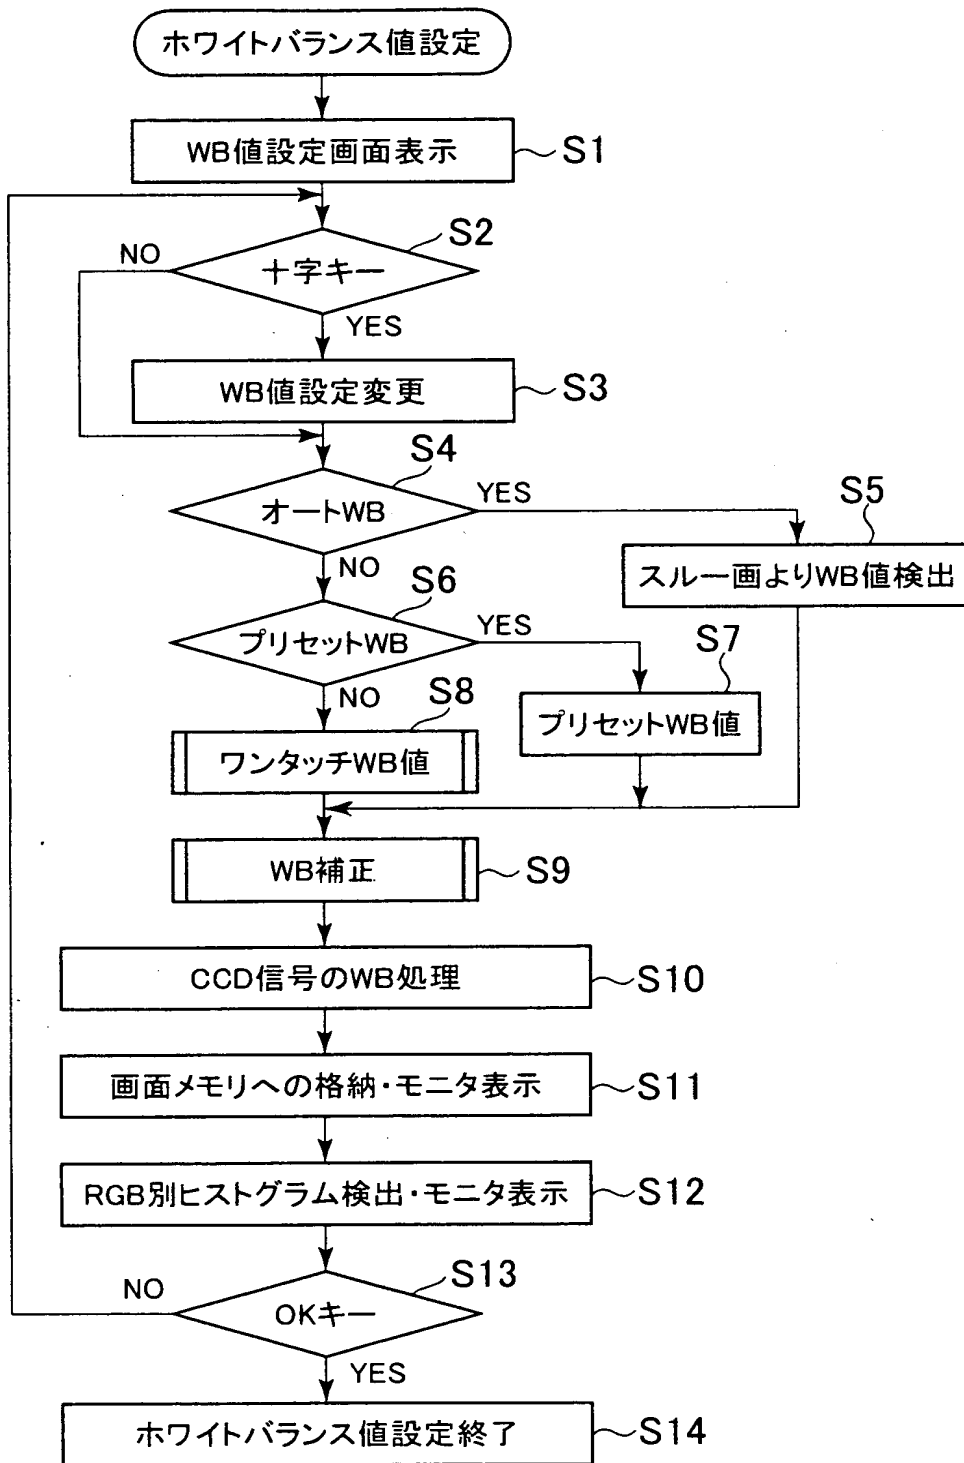 ホワイトバランス値設定
WB値設定画面表示
S1
S2
NO
十字キー
YES
WB値設定変更
S3
S4
オートWB
YES
S5
スルー画よりWB値検出
NO
S6
プリセットWB
YES
S7
プリセットWB値
NO
S8
ワンタッチWB値
WB補正
S9
CCD信号のWB処理
S10
画面メモリへの格納・モニタ表示
S11
RGB別ヒストグラム検出・モニタ表示
S12
NO
S13
OKキー
YES
ホワイトバランス値設定終了
S14